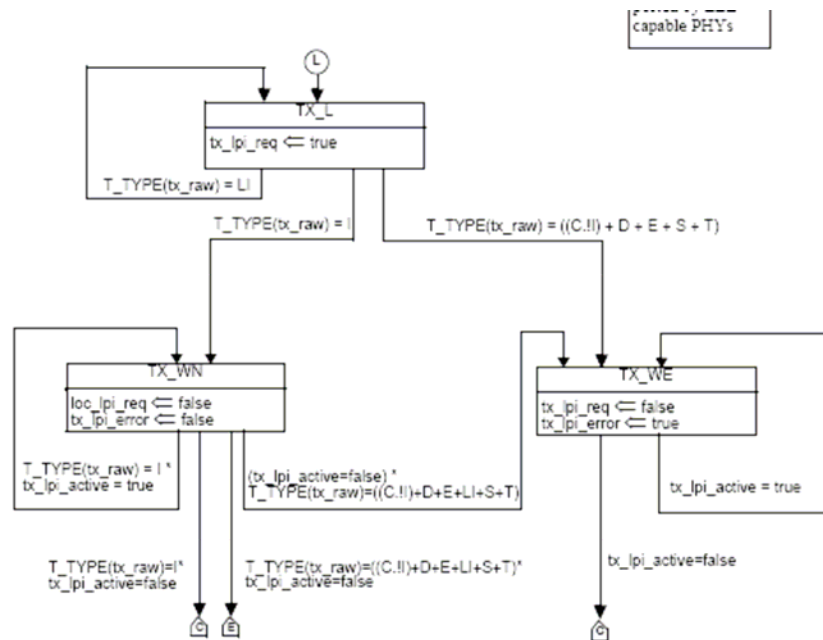 capable PHYs
L
TX_L
tx_lpi_req ⇐ true
T_TYPE(tx_raw) = LI
T_TYPE(tx_raw) = I
T_TYPE(tx_raw) = ((C.!I) + D + E + S + T)
TX_WN
loc_lpi_req ⇐ false
tx_lpi_error ⇐ false
TX_WE
tx_lpi_req ⇐ false
tx_lpi_error ⇐ true
T_TYPE(tx_raw) = I *
tx_lpi_active = true
(tx_lpi_active=false) *
T_TYPE(tx_raw)=((C.!I)+D+E+LI+S+T)
tx_lpi_active = true
T_TYPE(tx_raw)=I*
tx_lpi_active=false
T_TYPE(tx_raw)=((C.!I)+D+E+LI+S+T)*
tx_lpi_active=false
tx_lpi_active=false
C
E
C